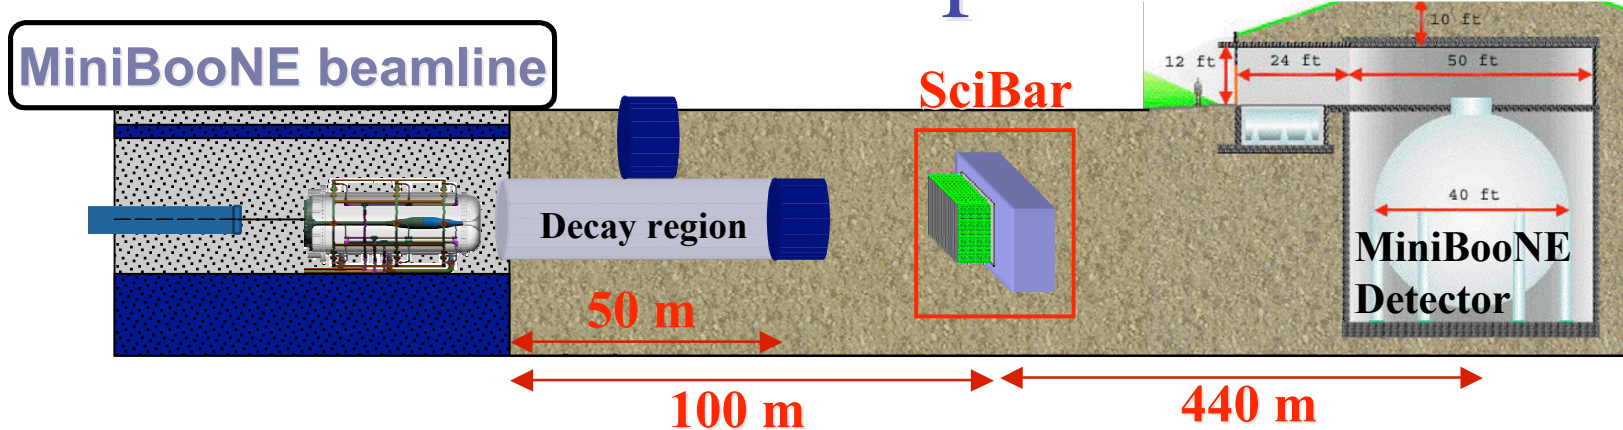 MiniBooNE beamline
SciBar
10 ft
12 ft
24 ft
50 ft
40 ft
Decay region
MiniBooNE
Detector
50 m
100 m
440 m